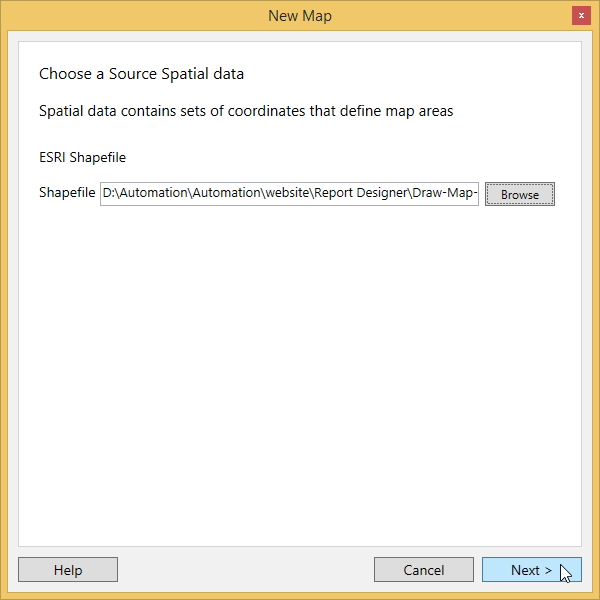 New Map
x
Choose a Source Spatial data
Spatial data contains sets of coordinates that define map areas
ESRI Shapefile
Shapefile D:\Automation\Automation\website\Report Designer\Draw-Map- Browse
Help Cancel Next >